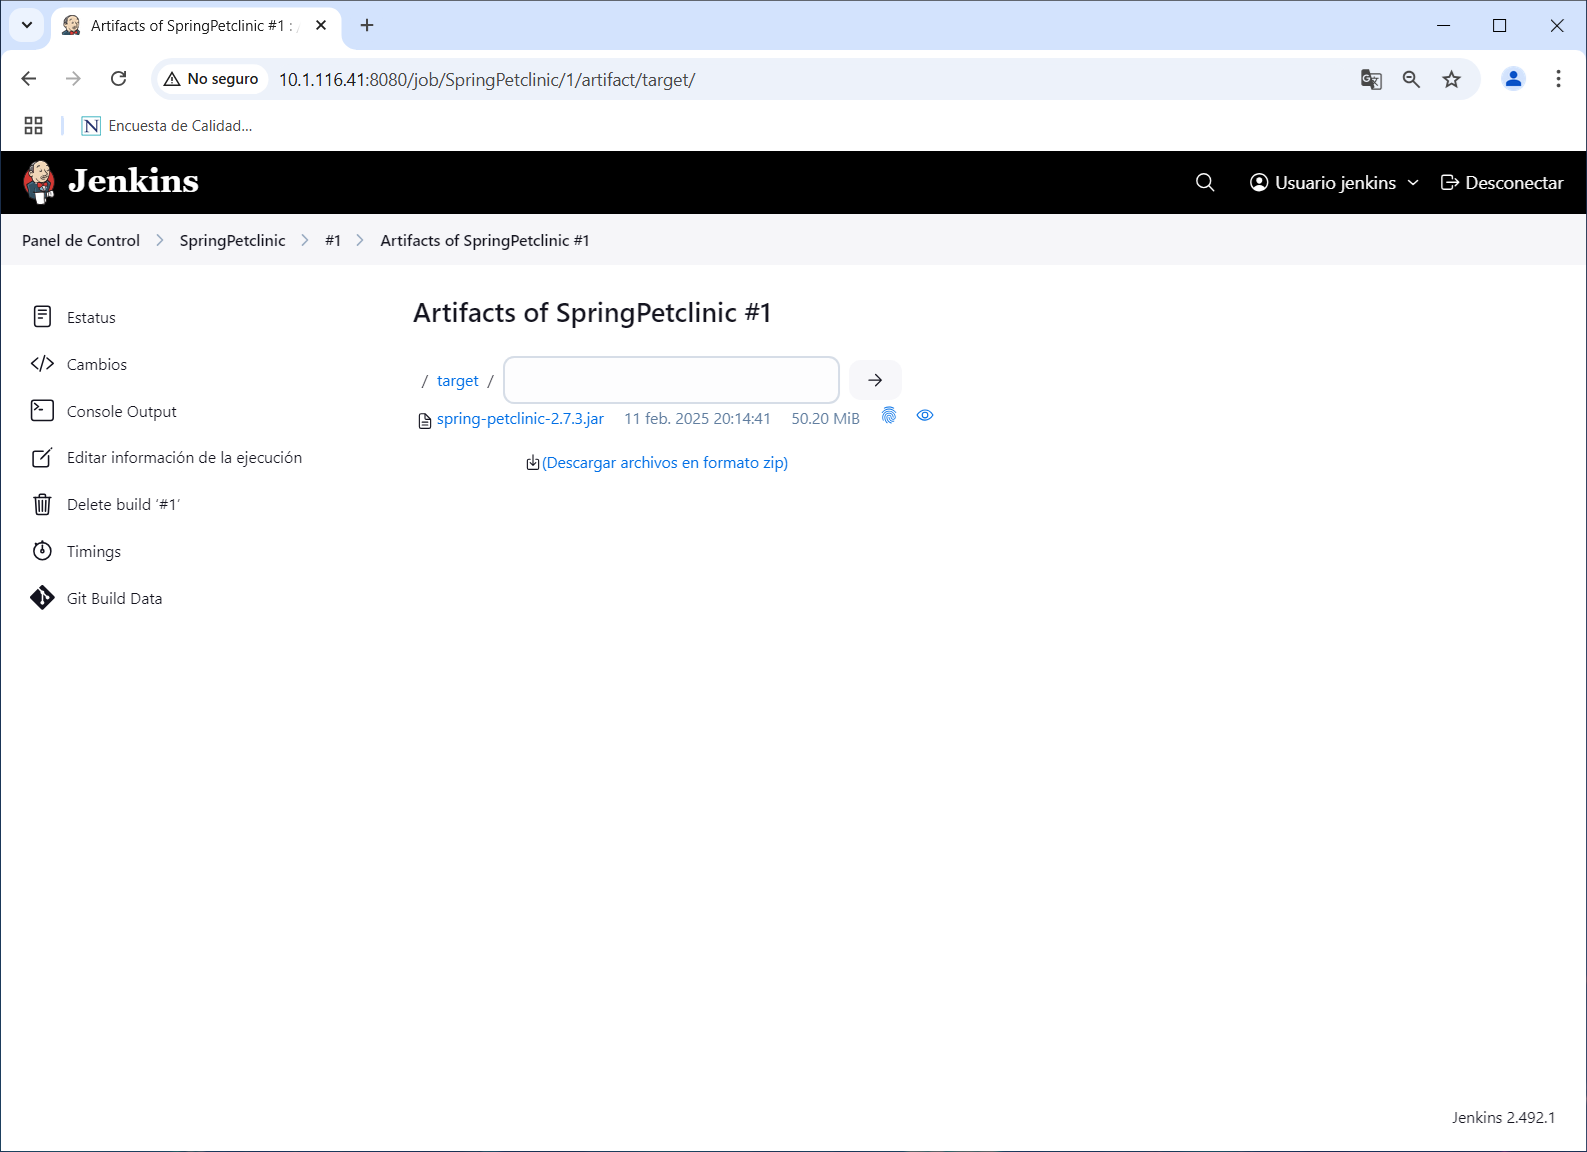 Artifacts of SpringPetclinic #1 :
No seguro 10.1.116.41:8080/job/SpringPetclinic/1/artifact/target/
Encuesta de Calidad...
Jenkins
Usuario jenkins
Desconectar
Panel de Control SpringPetclinic #1 Artifacts of SpringPetclinic #1
Estatus
Cambios
Console Output
Editar información de la ejecución
Delete build ‘#1’
Timings
Git Build Data
Artifacts of SpringPetclinic #1
/ target /
spring-petclinic-2.7.3.jar 11 feb. 2025 20:14:41 50.20 MiB
(Descargar archivos en formato zip)
Jenkins 2.492.1